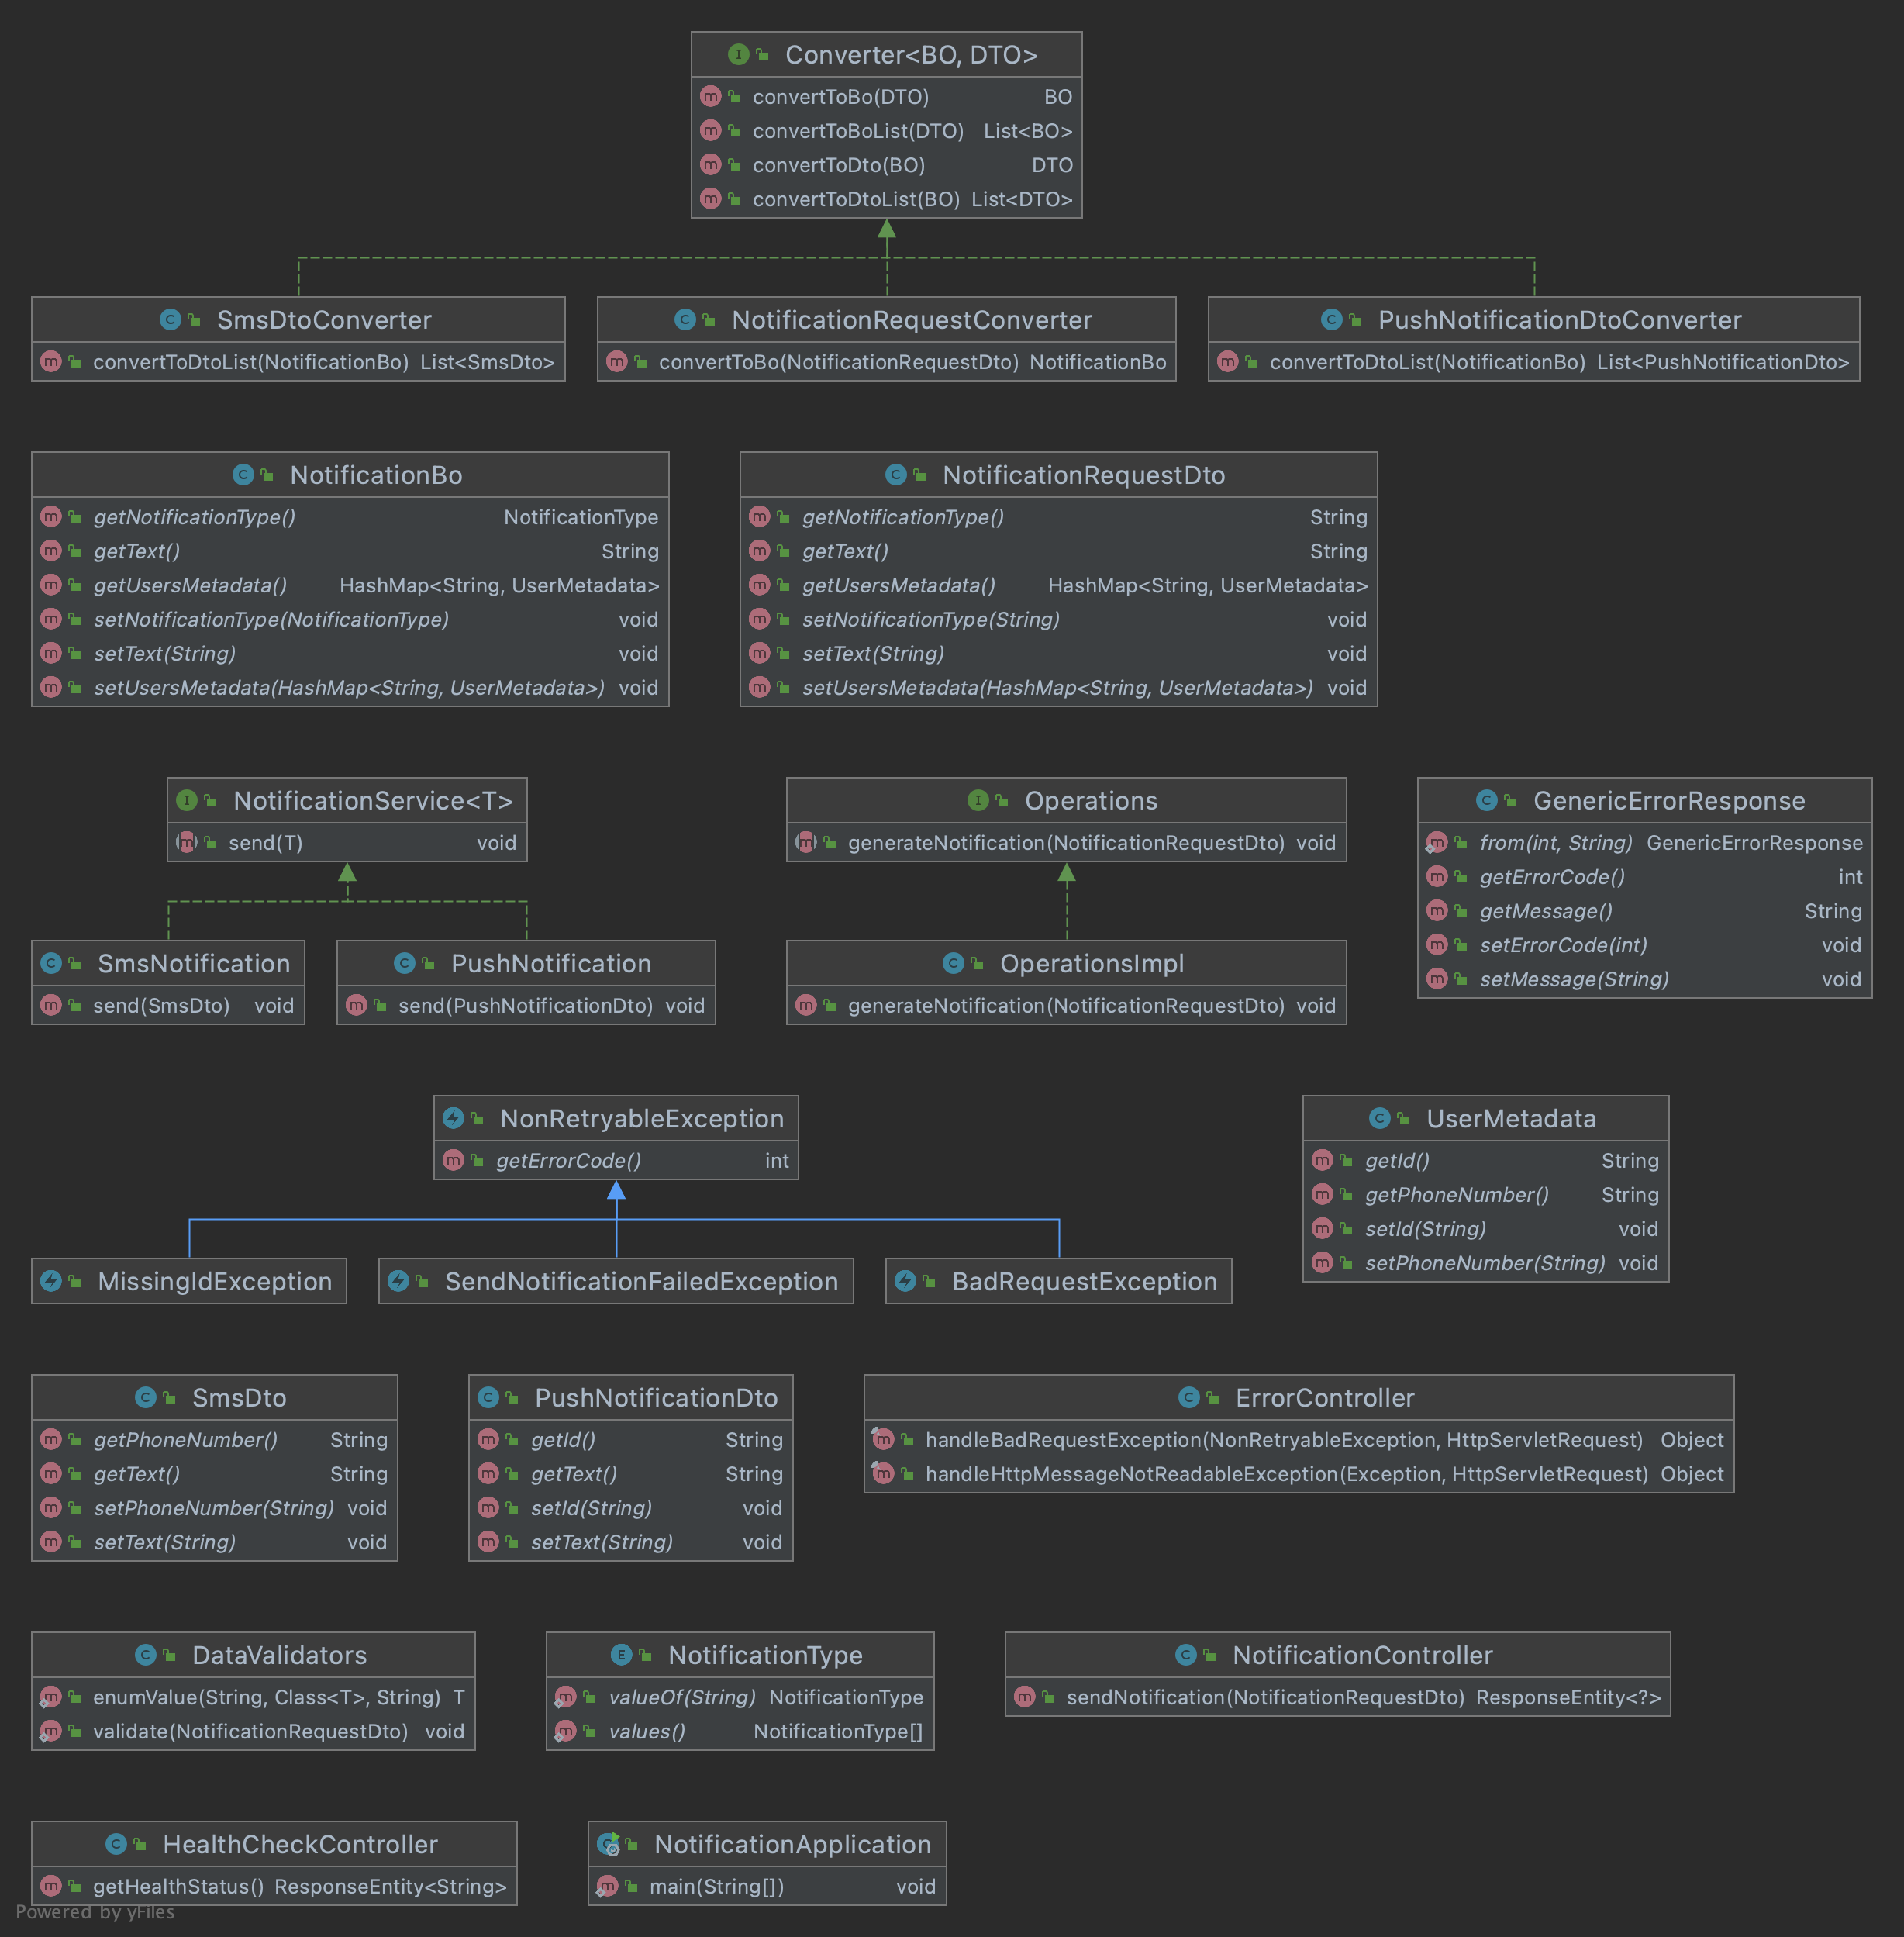 Converter<BO, DTO>
convertToBo(DTO) BO
convertToBoList(DTO) List<BO>
convertToDto(BO) DTO
convertToDtoList(BO) List<DTO>
SmsDtoConverter
convertToDtoList(NotificationBo) List<SmsDto>
NotificationRequestConverter
convertToBo(NotificationRequestDto) NotificationBo
PushNotificationDtoConverter
convertToDtoList(NotificationBo) List<PushNotificationDto>
NotificationBo
getNotificationType() NotificationType
getText() String
getUsersMetadata() HashMap<String, UserMetadata>
setNotificationType(NotificationType) void
setText(String) void
setUsersMetadata(HashMap<String, UserMetadata>) void
NotificationRequestDto
getNotificationType() String
getText() String
getUsersMetadata() HashMap<String, UserMetadata>
setNotificationType(String) void
setText(String) void
setUsersMetadata(HashMap<String, UserMetadata>) void
NotificationService<T>
send(T) void
Operations
generateNotification(NotificationRequestDto) void
GenericErrorResponse
from(int, String) GenericErrorResponse
getErrorCode() int
getMessage() String
setErrorCode(int) void
setMessage(String) void
SmsNotification
send(SmsDto) void
PushNotification
send(PushNotificationDto) void
OperationsImpl
generateNotification(NotificationRequestDto) void
NonRetryableException
getErrorCode() int
UserMetadata
getId() String
getPhoneNumber() String
setId(String) void
setPhoneNumber(String) void
MissingIdException
SendNotificationFailedException
BadRequestException
SmsDto
getPhoneNumber() String
getText() String
setPhoneNumber(String) void
setText(String) void
PushNotificationDto
getId() String
getText() String
setId(String) void
setText(String) void
ErrorController
handleBadRequestException(NonRetryableException, HttpServletRequest) Object
handleHttpMessageNotReadableException(Exception, HttpServletRequest) Object
DataValidators
enumValue(String, Class<T>, String) T
validate(NotificationRequestDto) void
NotificationType
valueOf(String) NotificationType
values() NotificationType[]
NotificationController
sendNotification(NotificationRequestDto) ResponseEntity<?>
HealthCheckController
getHealthStatus() ResponseEntity<String>
NotificationApplication
main(String[]) void
Powered by yFiles